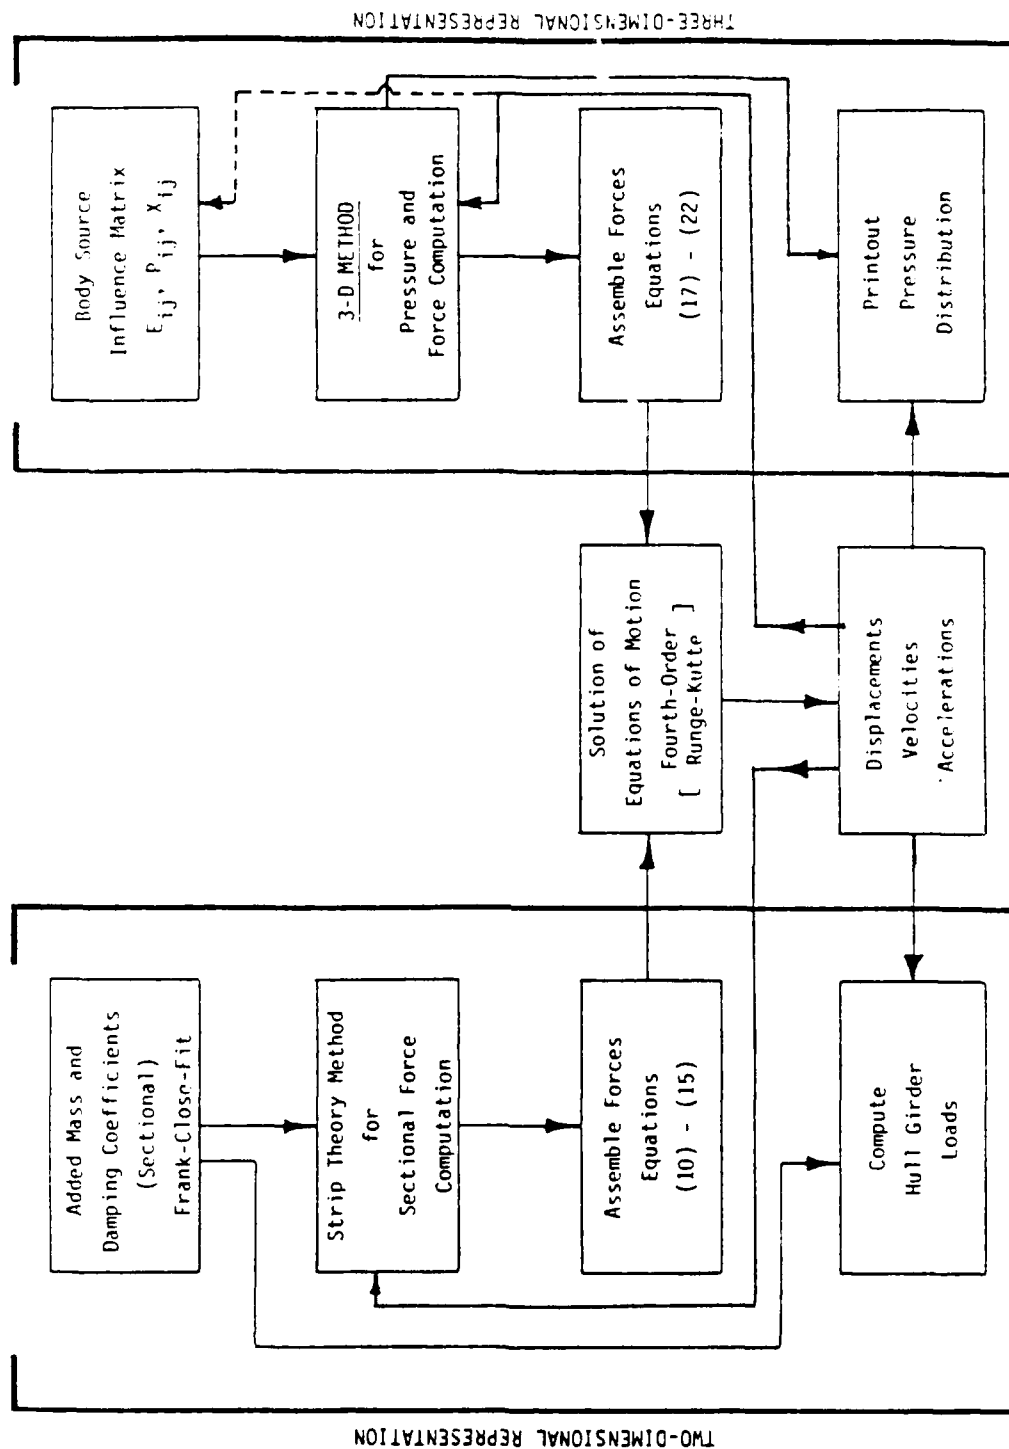 TWO-DIMENSIONAL REPRESENTATION
Added Mass and
Damping Coefficients
(Sectional)
Frank-Close-Fit
Strip Theory Method
for
Sectional Force
Computation
Assemble Forces
Equations
(10) - (15)
Compute
Hull Girder
Loads
Solution of
Equations of Motion
Fourth-Order
[ Runge-Kutte ]
Displacements
Velocities
Accelerations
THREE-DIMENSIONAL REPRESENTATION
Body Source
Influence Matrix
Eij, Pij, Xij
3-D METHOD
for
Pressure and
Force Computation
Assemble Forces
Equations
(17) - (22)
Printout
Pressure
Distribution